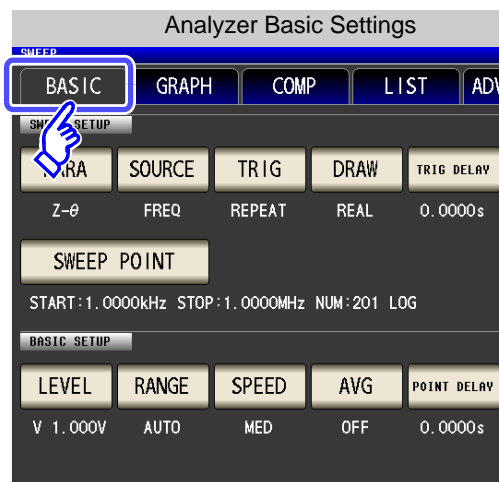 Analyzer Basic Settings
SWEEP
BASIC GRAPH COMP LIST ADV
SETUP
SOURCE TRIG DRAW TRIG DELAY
Z-θ FREQ REPEAT REAL 0.0000s
SWEEP POINT
START:1.0000kHz STOP:1.0000MHz NUM:201 LOG
BASIC SETUP
LEVEL RANGE SPEED AVG POINT DELAY
V 1.000V AUTO MED OFF 0.0000s